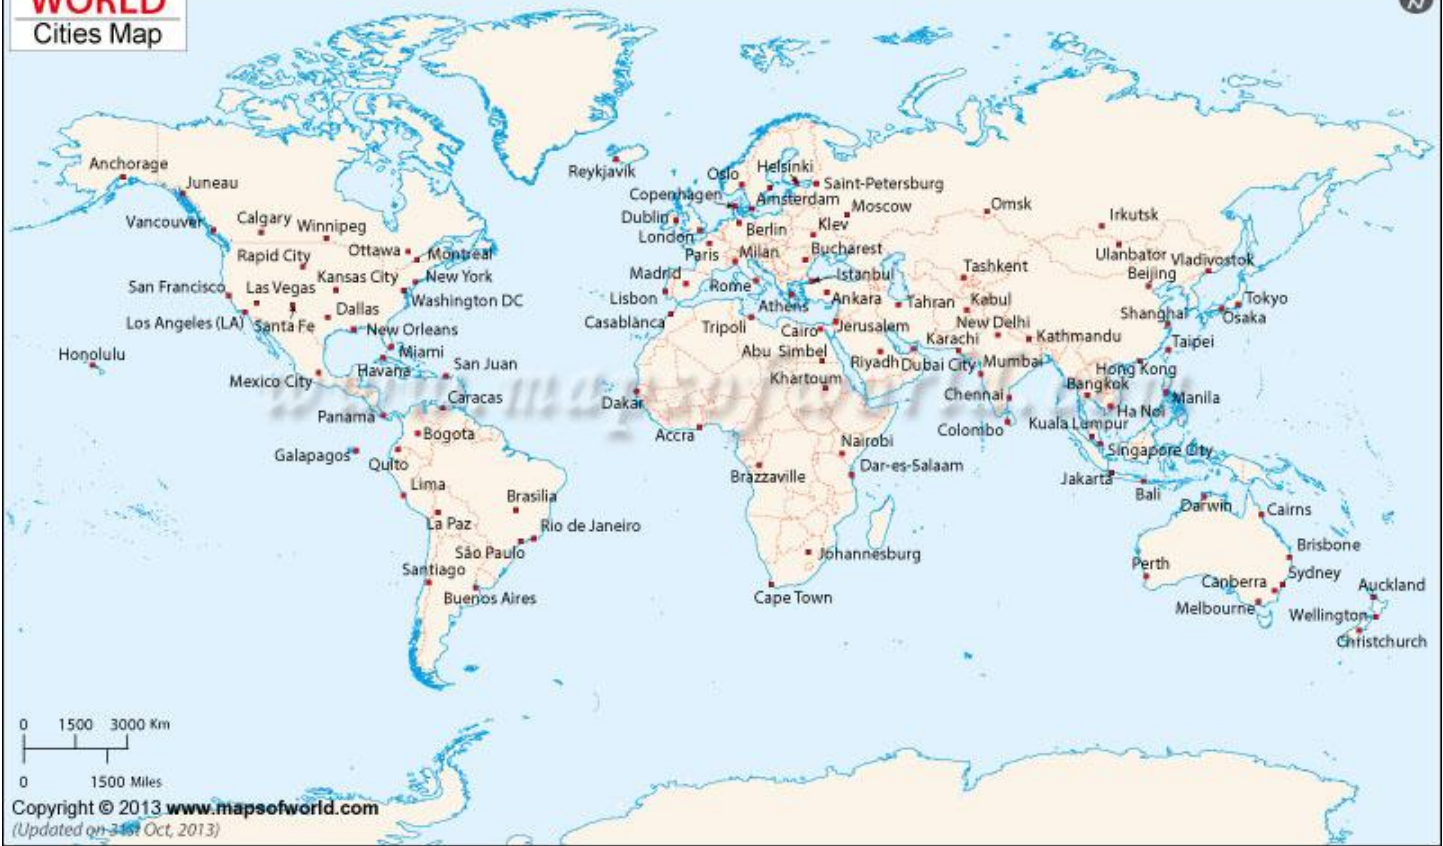 WORLD
Cities Map
N
Anchorage
Juneau
Vancouver
Calgary
Winnipeg
Rapid City
Ottawa
Montreal
Kansas City
New York
San Francisco
Las Vegas
Washington DC
Los Angeles (LA)
Santa Fe
Dallas
New Orleans
Honolulu
Miami
Havana
San Juan
Mexico City
Panama
Caracas
Bogota
Galapagos
Quito
Lima
Brasilia
La Paz
Rio de Janeiro
São Paulo
Santiago
Buenos Aires
Reykjavik
Oslo
Helsinki
Saint-Petersburg
Copenhagen
Amsterdam
Moscow
Dublin
Klev
London
Berlin
Paris
Milan
Bucharest
Madrid
Rome
Istanbul
Lisbon
Athens
Ankara
Casablanca
Tripoli
Cairo
Jerusalem
Abu Simbel
Khartoum
Riyadh
Dubai City
Dakar
Accra
Nairobi
Brazzaville
Dar-es-Salaam
Johannesburg
Cape Town
Omsk
Irkutsk
Ulanbator
Vladivostok
Tashkent
Beijing
Tahran
Kabul
Tokyo
Osaka
Shanghai
New Delhi
Karachi
Kathmandu
Taipei
Mumbai
Hong Kong
Bangkok
Chennai
Manila
Ha Noi
Colombo
Kuala Lumpur
Singapore City
Jakarta
Bali
Darwin
Cairns
Brisbone
Perth
Canberra
Sydney
Auckland
Melbourne
Wellington
Christchurch
www.mapsofworld.com
0 1500 3000 Km
0 1500 Miles
Copyright © 2013 www.mapsofworld.com
(Updated on 31st Oct, 2013)